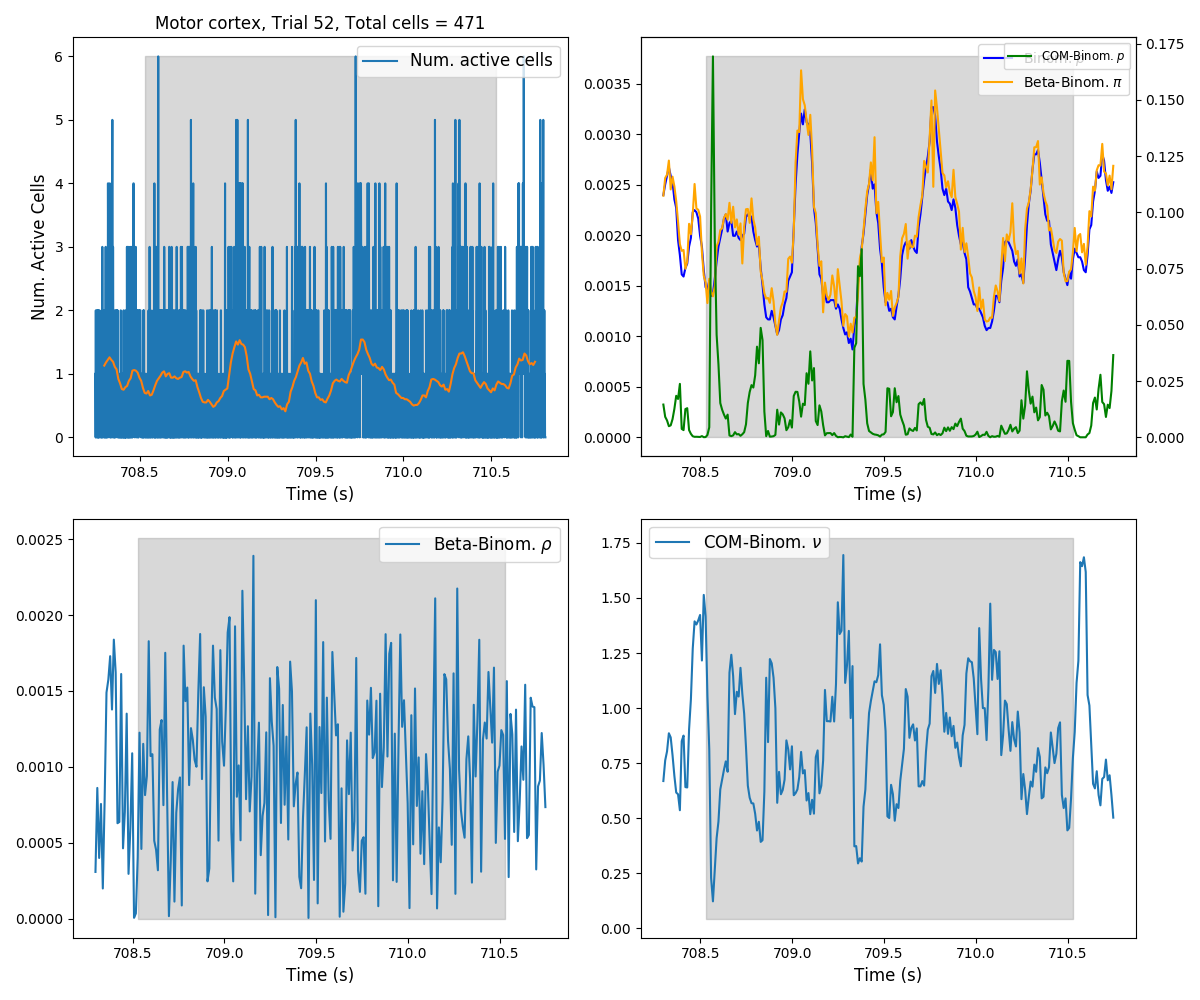 Motor cortex, Trial 52, Total cells = 471
Num. active cells
Num. Active Cells
6
5
4
3
2
1
0
708.5 709.0 709.5 710.0 710.5
Time (s)
COM-Binom. p
Binom. p
Beta-Binom. π
0.0035
0.0030
0.0025
0.0020
0.0015
0.0010
0.0005
0.0000
0.175
0.150
0.125
0.100
0.075
0.050
0.025
0.000
708.5 709.0 709.5 710.0 710.5
Time (s)
Beta-Binom. ρ
0.0025
0.0020
0.0015
0.0010
0.0005
0.0000
708.5 709.0 709.5 710.0 710.5
Time (s)
COM-Binom. ν
1.75
1.50
1.25
1.00
0.75
0.50
0.25
0.00
708.5 709.0 709.5 710.0 710.5
Time (s)